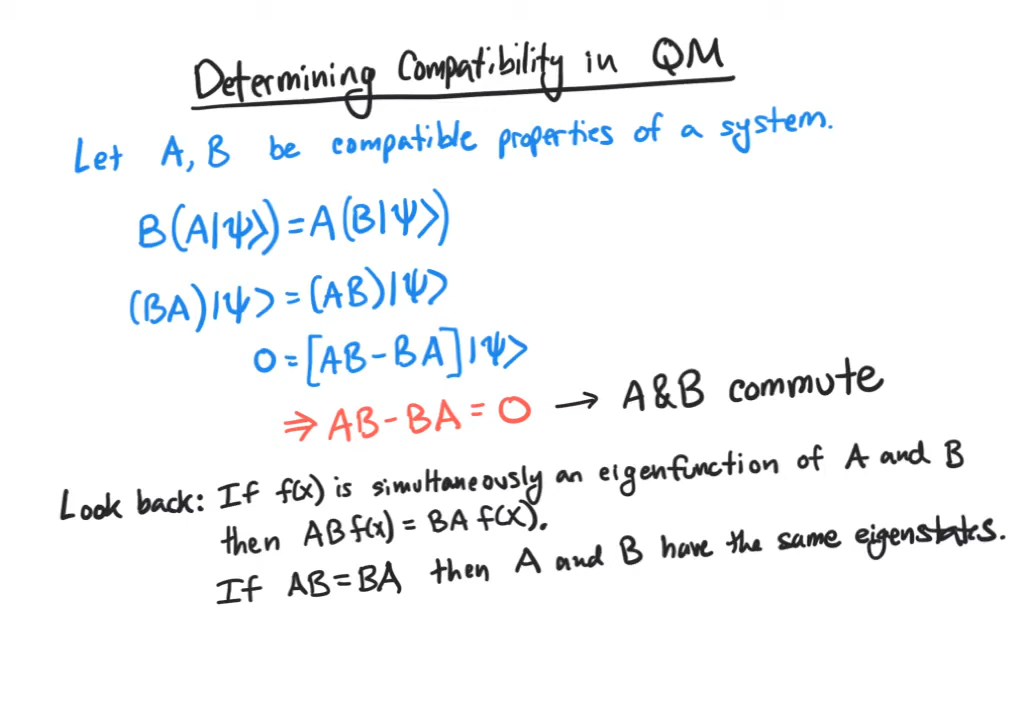 Determining Compatibility in QM
Let A, B be compatible properties of a system.
B(A|Ψ⟩) = A(B|Ψ⟩)
(BA)|Ψ⟩ = (AB)|Ψ⟩
0 = [AB - BA]|Ψ⟩
⇒ AB - BA = 0 → A&B commute
Look back: If f(x) is simultaneously an eigenfunction of A and B
then AB f(x) = BA f(x).
If AB = BA then A and B have the same eigenstates.